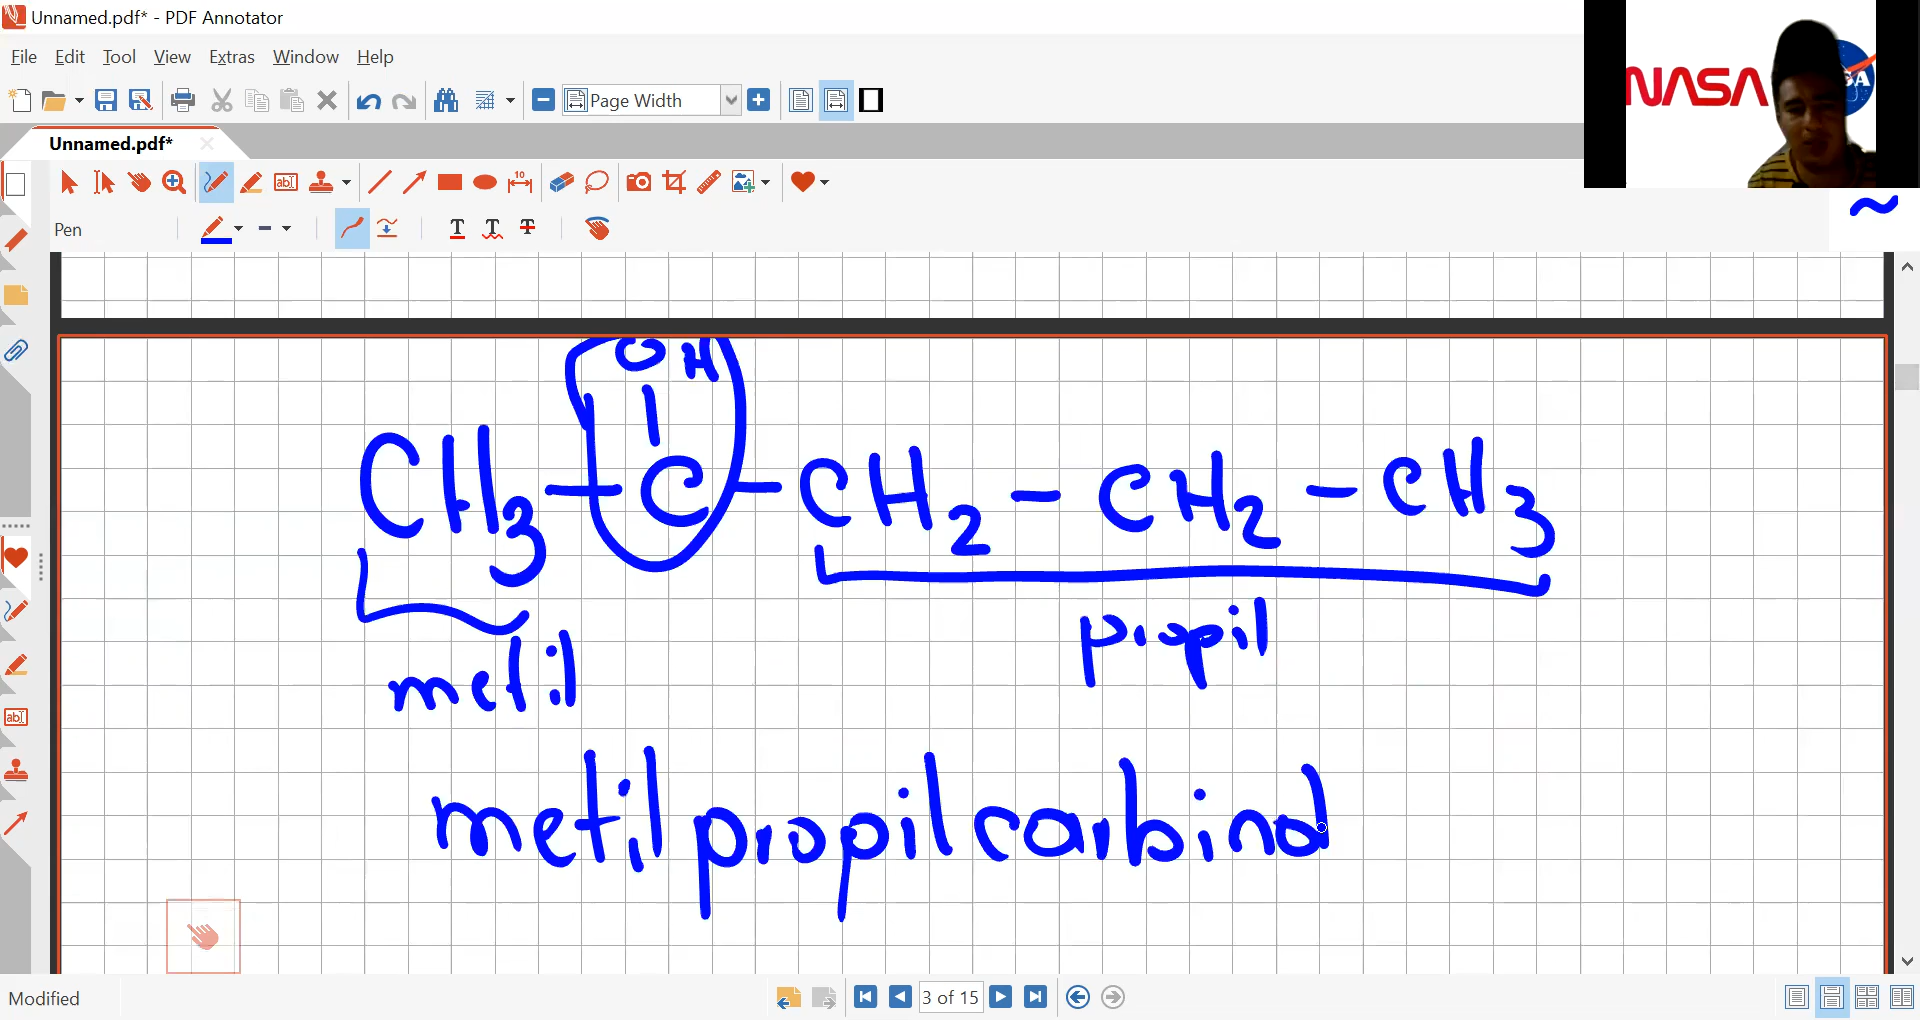 Unnamed.pdf* - PDF Annotator
File Edit Tool View Extras Window Help
Page Width
NASA
Unnamed.pdf*
Pen
OH
CH3 - C - CH2 - CH2 - CH3
metil
propil
metilpropilcarbinol
Modified
3 of 15